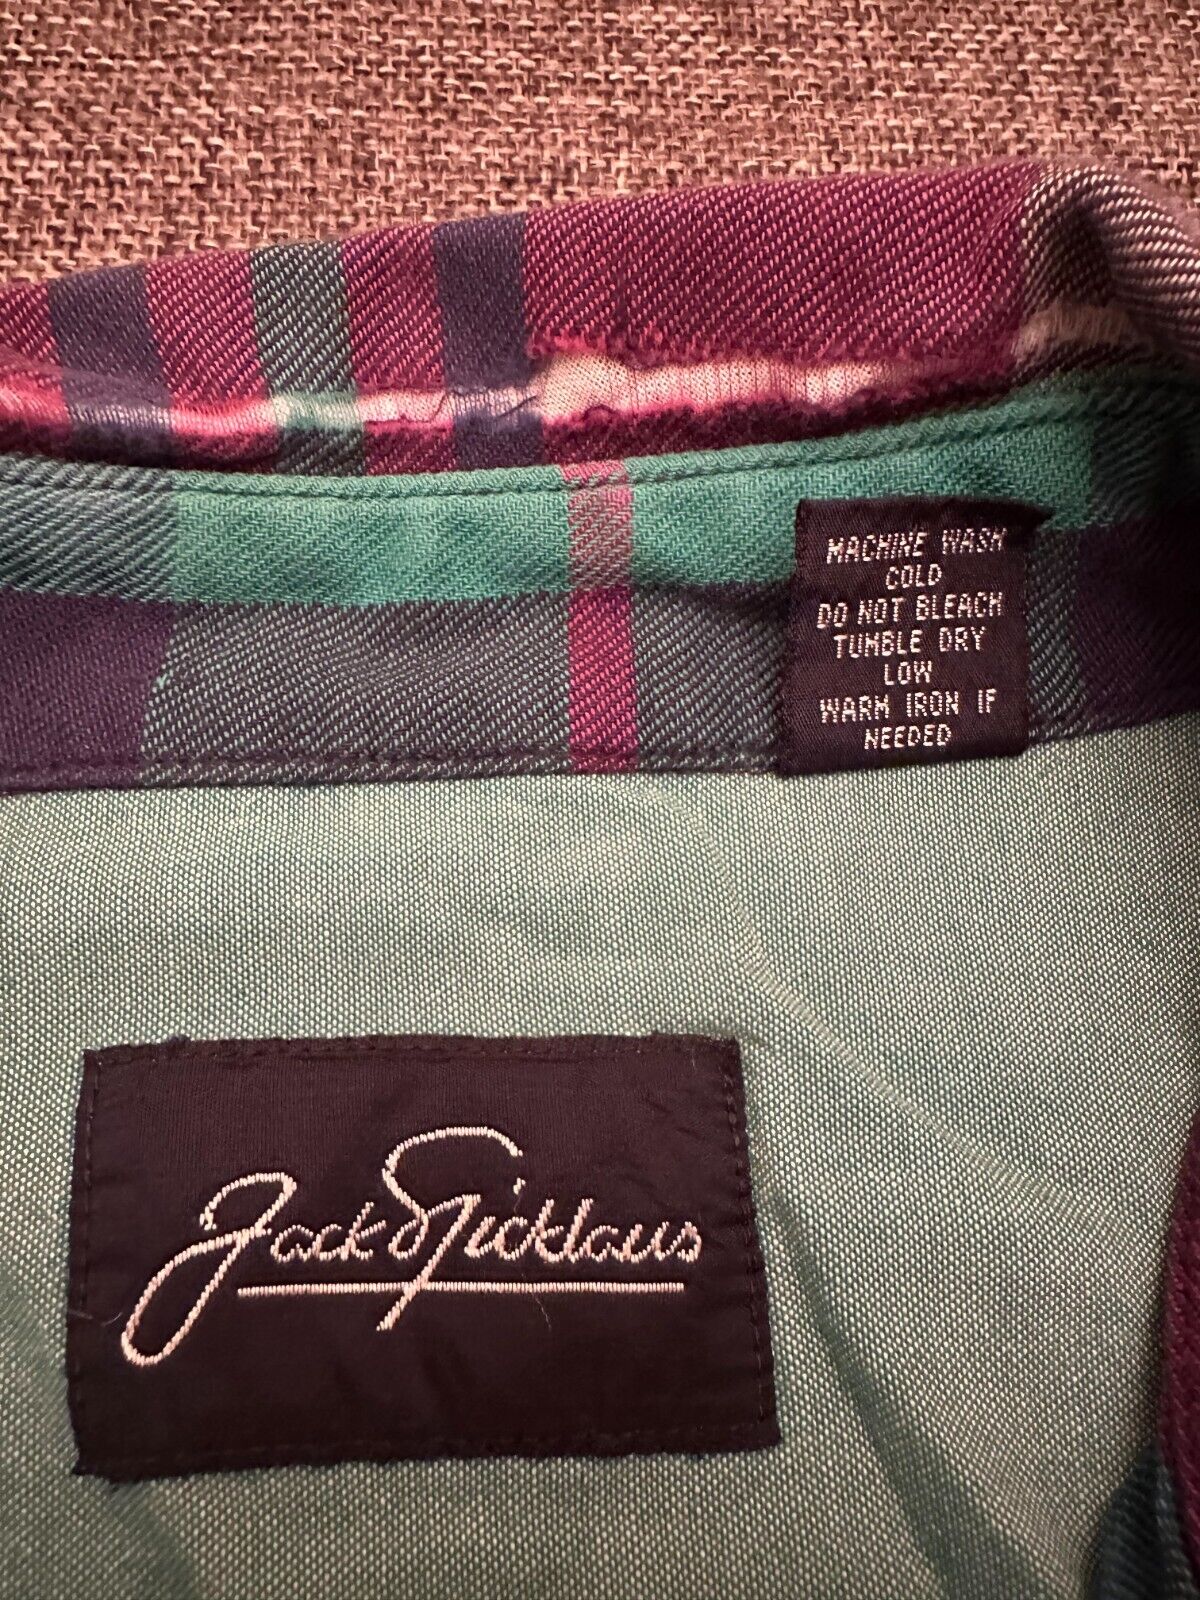 MACHINE WASH
COLD
DO NOT BLEACH
TUMBLE DRY
LOW
WARM IRON IF
NEEDED
Jack Nicklaus